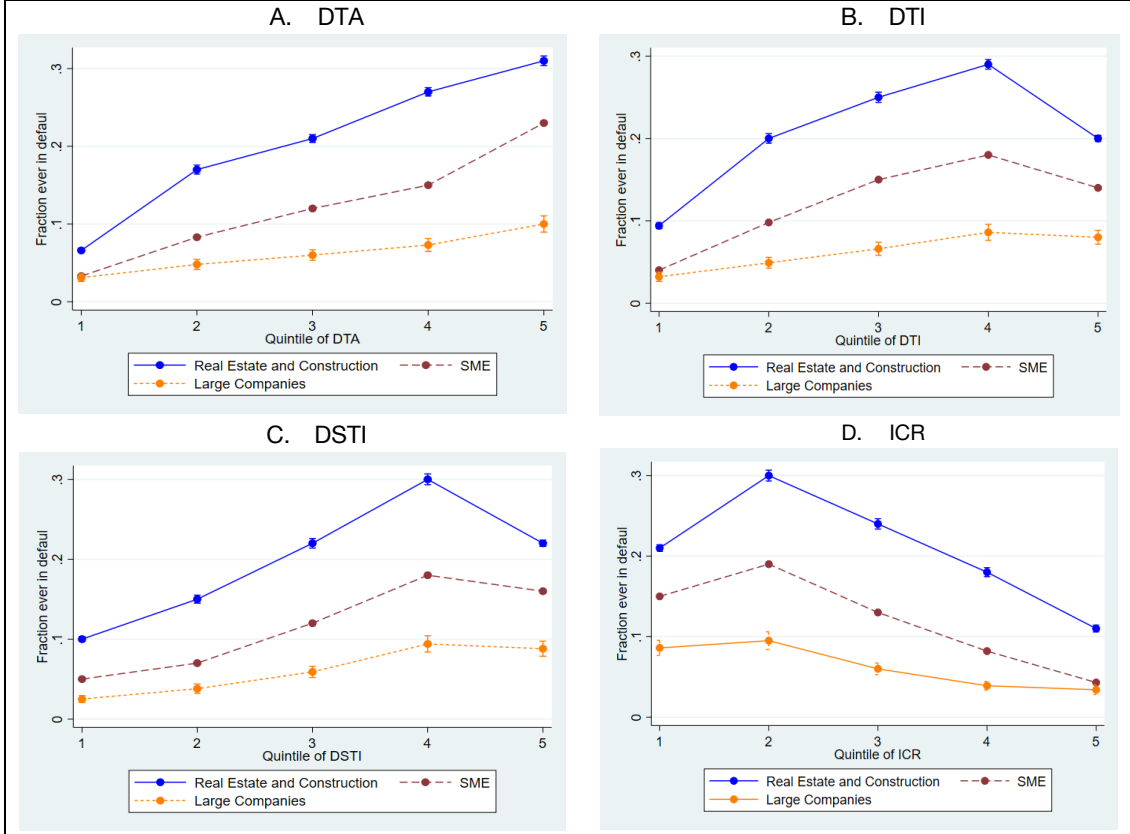 A. DTA
Fraction ever in defaul
.3
.2
.1
0
1 2 3 4 5
Quintile of DTA
Real Estate and Construction SME
Large Companies
B. DTI
Fraction ever in defaul
.3
.2
.1
0
1 2 3 4 5
Quintile of DTI
Real Estate and Construction SME
Large Companies
C. DSTI
Fraction ever in defaul
.3
.2
.1
0
1 2 3 4 5
Quintile of DSTI
Real Estate and Construction SME
Large Companies
D. ICR
Fraction ever in defaul
.3
.2
.1
0
1 2 3 4 5
Quintile of ICR
Real Estate and Construction SME
Large Companies